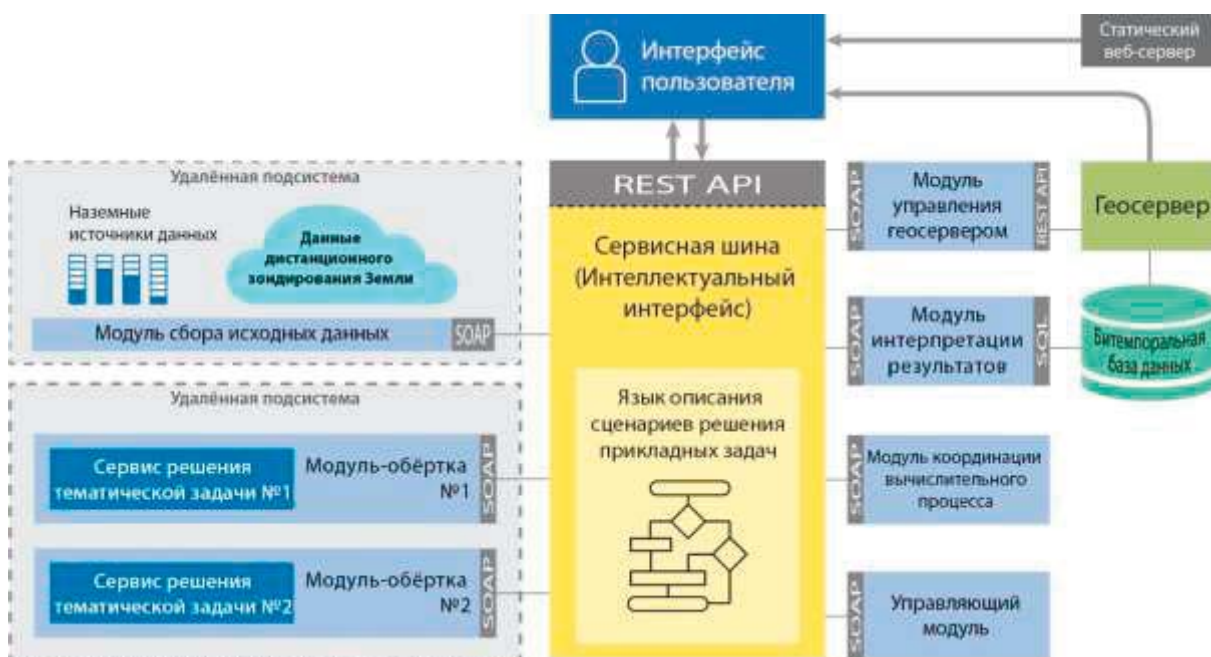 Интерфейс
пользователя
Статический
веб-сервер
Удалённая подсистема
Наземные
источники данных
Данные
дистанционного
зондирования Земли
Модуль сбора исходных данных
SOAP
REST API
Сервисная шина
(Интеллектуальный
интерфейс)
SOAP
Модуль
управления
геосервером
REST API
Геосервер
SOAP
Модуль
интерпретации
результатов
SQL
Битемпоральная
база данных
Удалённая подсистема
Сервис решения
тематической задачи №1
Модуль-обёртка
№1
SOAP
Сервис решения
тематической задачи №2
Модуль-обёртка
№2
SOAP
Язык описания
сценариев решения
прикладных задач
SOAP
Модуль координации
вычислительного
процесса
SOAP
Управляющий
модуль